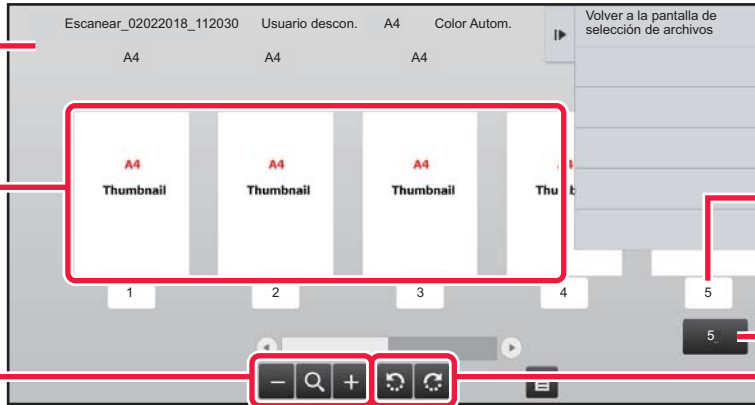 Escanear_02022018_112030 Usuario descon. A4 Color Autom.
Volver a la pantalla de
selección de archivos
A4 A4 A4
A4 A4 A4
Thumbnail Thumbnail Thumbnail
1 2 3 4 5
5